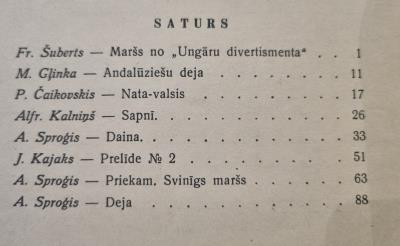 SATURS
Fr. Šuberts — Maršs no „Ungāru divertismenta“ . . 1
M. Gļinka — Andalūziešu deja . . . . . . . . 11
P. Čaikovskis — Nata-valsis . . . . . . . . . 17
Alfr. Kalniņš — Sapnī. . . . . . . . . . . . 26
A. Sproģis — Daina. . . . . . . . . . . . . 33
J. Kajaks — Prelīde № 2 . . . . . . . . . . 51
A. Sproģis — Priekam, Svinīgs maršs . . . . . . 63
A. Sproģis — Deja . . . . . . . . . . . . 88